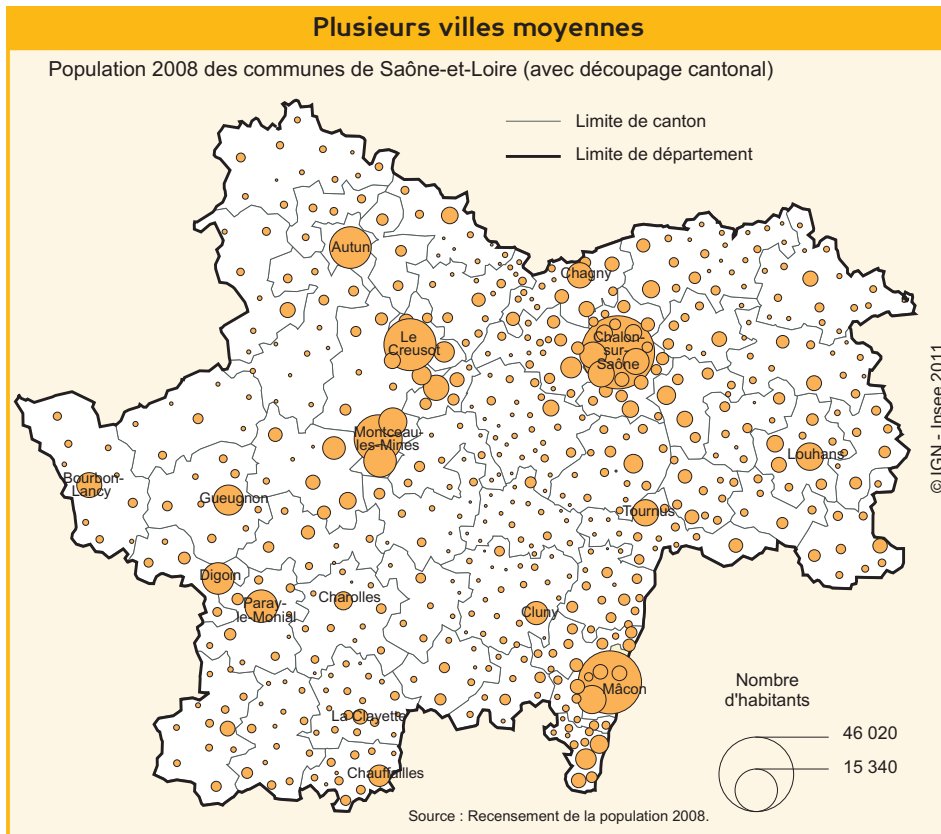 Plusieurs villes moyennes
Population 2008 des communes de Saône-et-Loire (avec découpage cantonal)
Limite de canton
Limite de département
Autun
Chagny
Le
Creusot
Chalon-
sur-
Saône
Montceau-
les-Mines
Louhans
Bourbon-
Lancy
Gueugnon
Tournus
Digoin
Paray-
le-Monial
Charolles
Cluny
Mâcon
La Clayette
Chauffailles
Nombre
d'habitants
46 020
15 340
Source : Recensement de la population 2008.
© IGN - Insee 2011